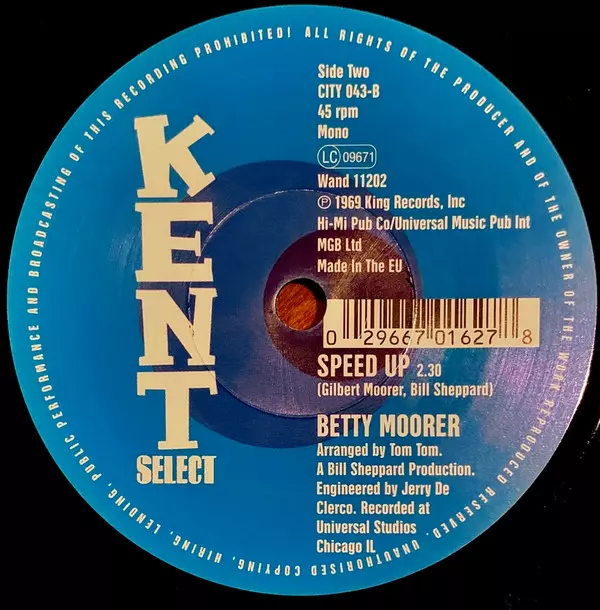 ALL RIGHTS OF THE PRODUCER AND OF THE OWNER OF THE WORK REPRODUCED RESERVED. UNAUTHORISED COPYING, HIRING, LENDING, PUBLIC PERFORMANCE AND BROADCASTING OF THIS RECORDING PROHIBITED!
KENT
SELECT
Side Two
CITY 043-B
45 rpm
Mono
LC 09671
Wand 11202
℗ 1969 King Records, Inc
Hi-Mi Pub Co/Universal Music Pub Int
MGB Ltd
Made In The EU
0 29667 01627 8
SPEED UP 2.30
(Gilbert Moorer, Bill Sheppard)
BETTY MOORER
Arranged by Tom Tom.
A Bill Sheppard Production.
Engineered by Jerry De
Clerco. Recorded at
Universal Studios
Chicago IL